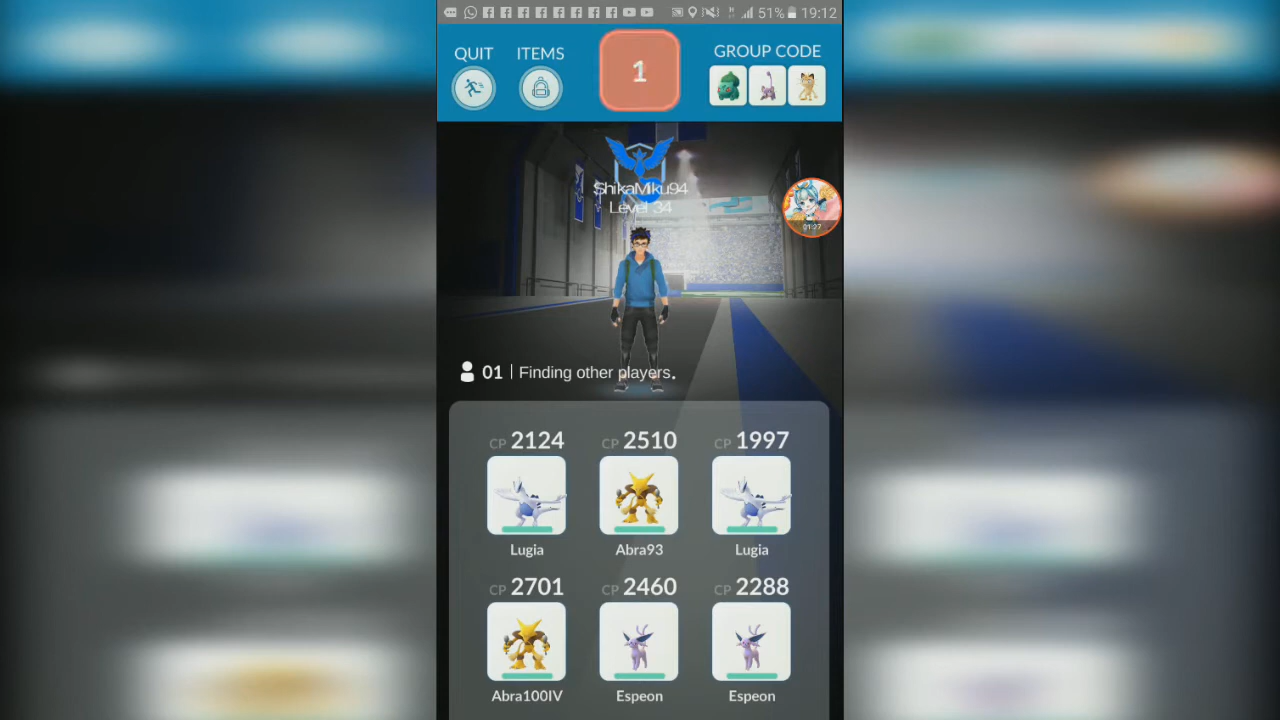 51% 19:12
QUIT ITEMS 1 GROUP CODE
ShikaMiku94
Level 34
01:27
01 | Finding other players.
CP 2124 CP 2510 CP 1997
Lugia Abra93 Lugia
CP 2701 CP 2460 CP 2288
Abra100IV Espeon Espeon